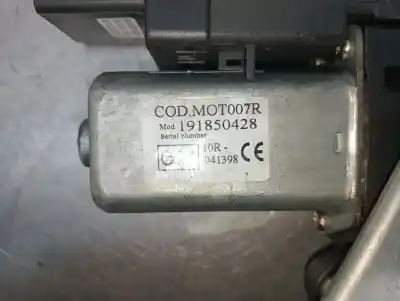 COD.MOT007R
Mod 191850428
Serial Number
10R -
041398 CE